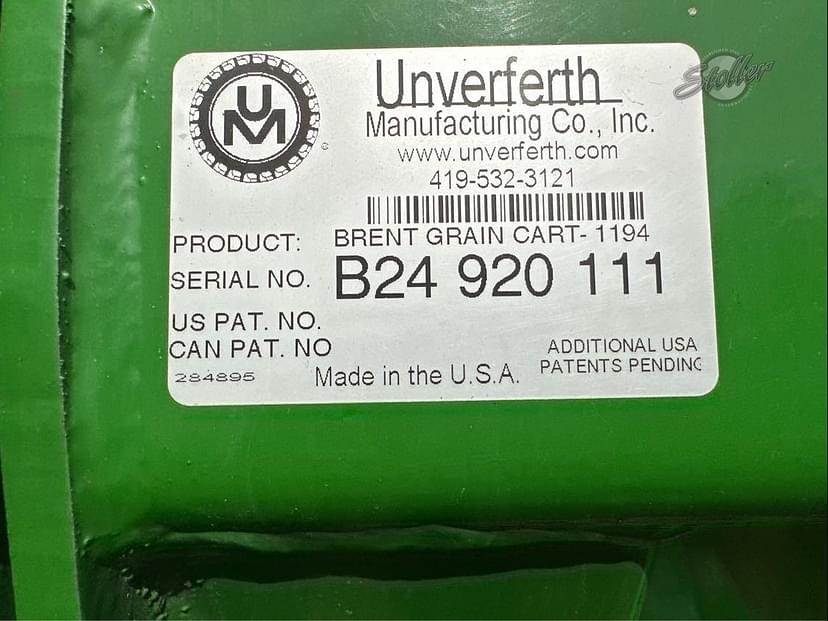 UM
Unverferth
Manufacturing Co., Inc.
www.unverferth.com
419-532-3121
PRODUCT: BRENT GRAIN CART- 1194
SERIAL NO. B24 920 111
US PAT. NO.
CAN PAT. NO
ADDITIONAL USA
PATENTS PENDING
284895
Made in the U.S.A.
Stoller